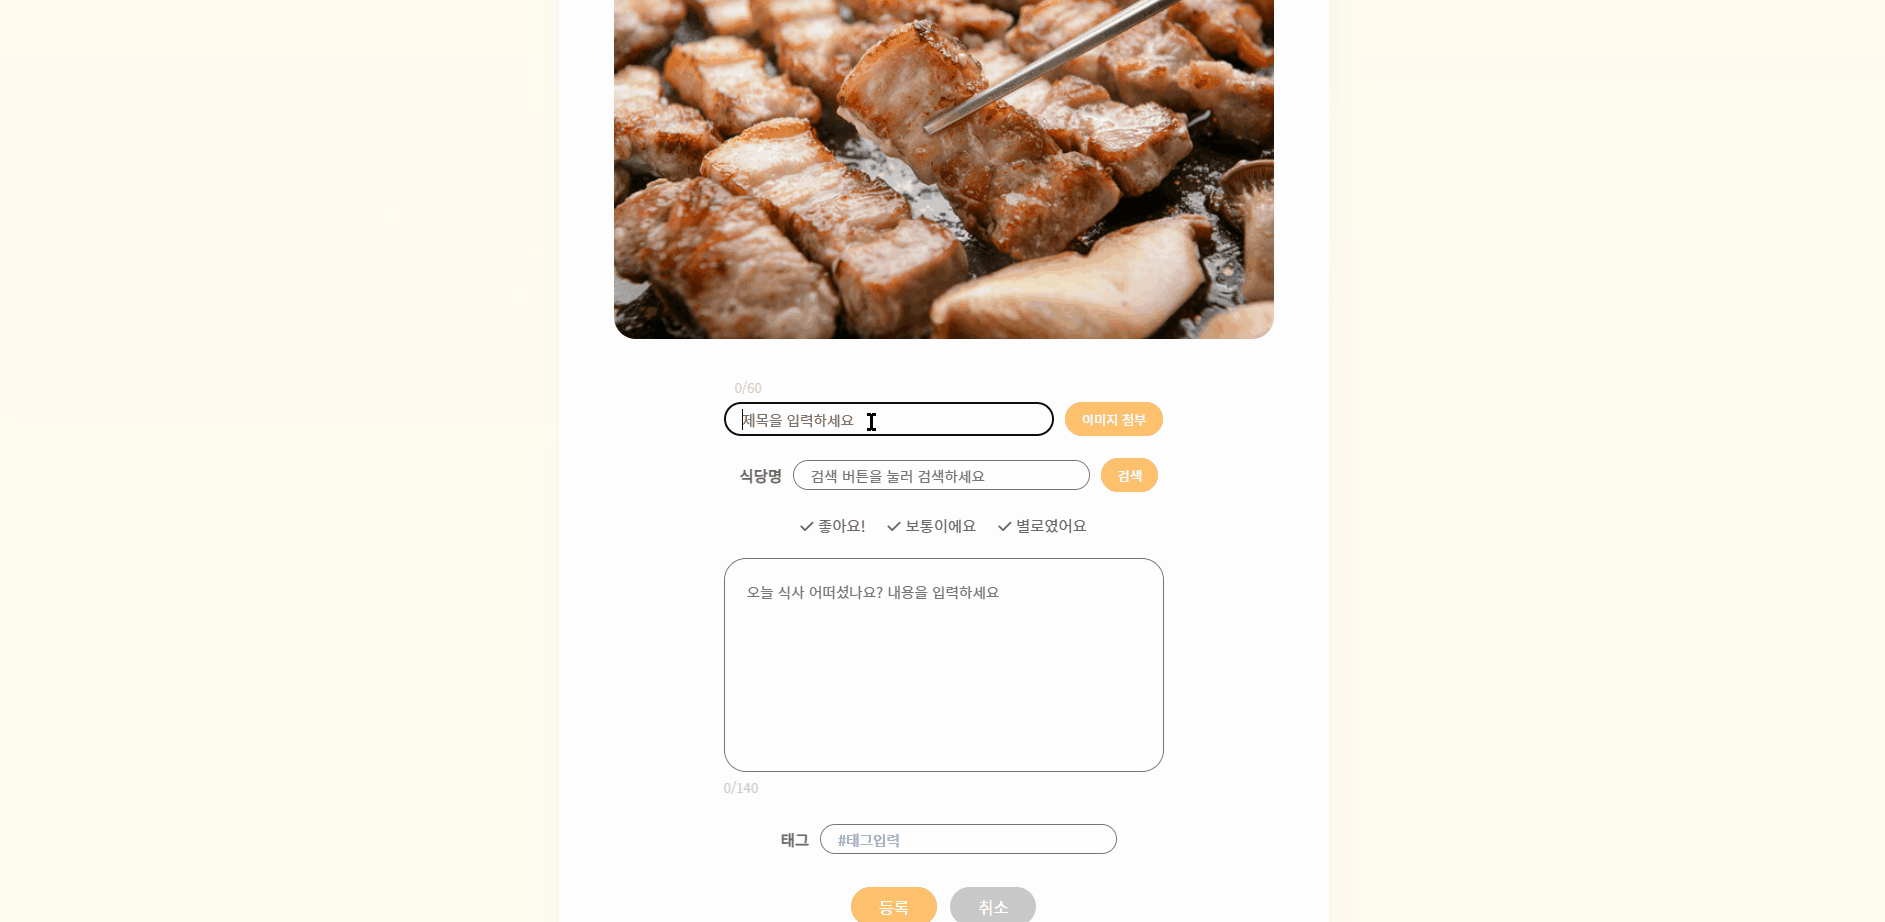 0/60
제목을 입력하세요 이미지 첨부
식당명 검색 버튼을 눌러 검색하세요 검색
좋아요! 보통이에요 별로였어요
오늘 식사 어떠셨나요? 내용을 입력하세요
0/140
태그 #태그입력
등록 취소